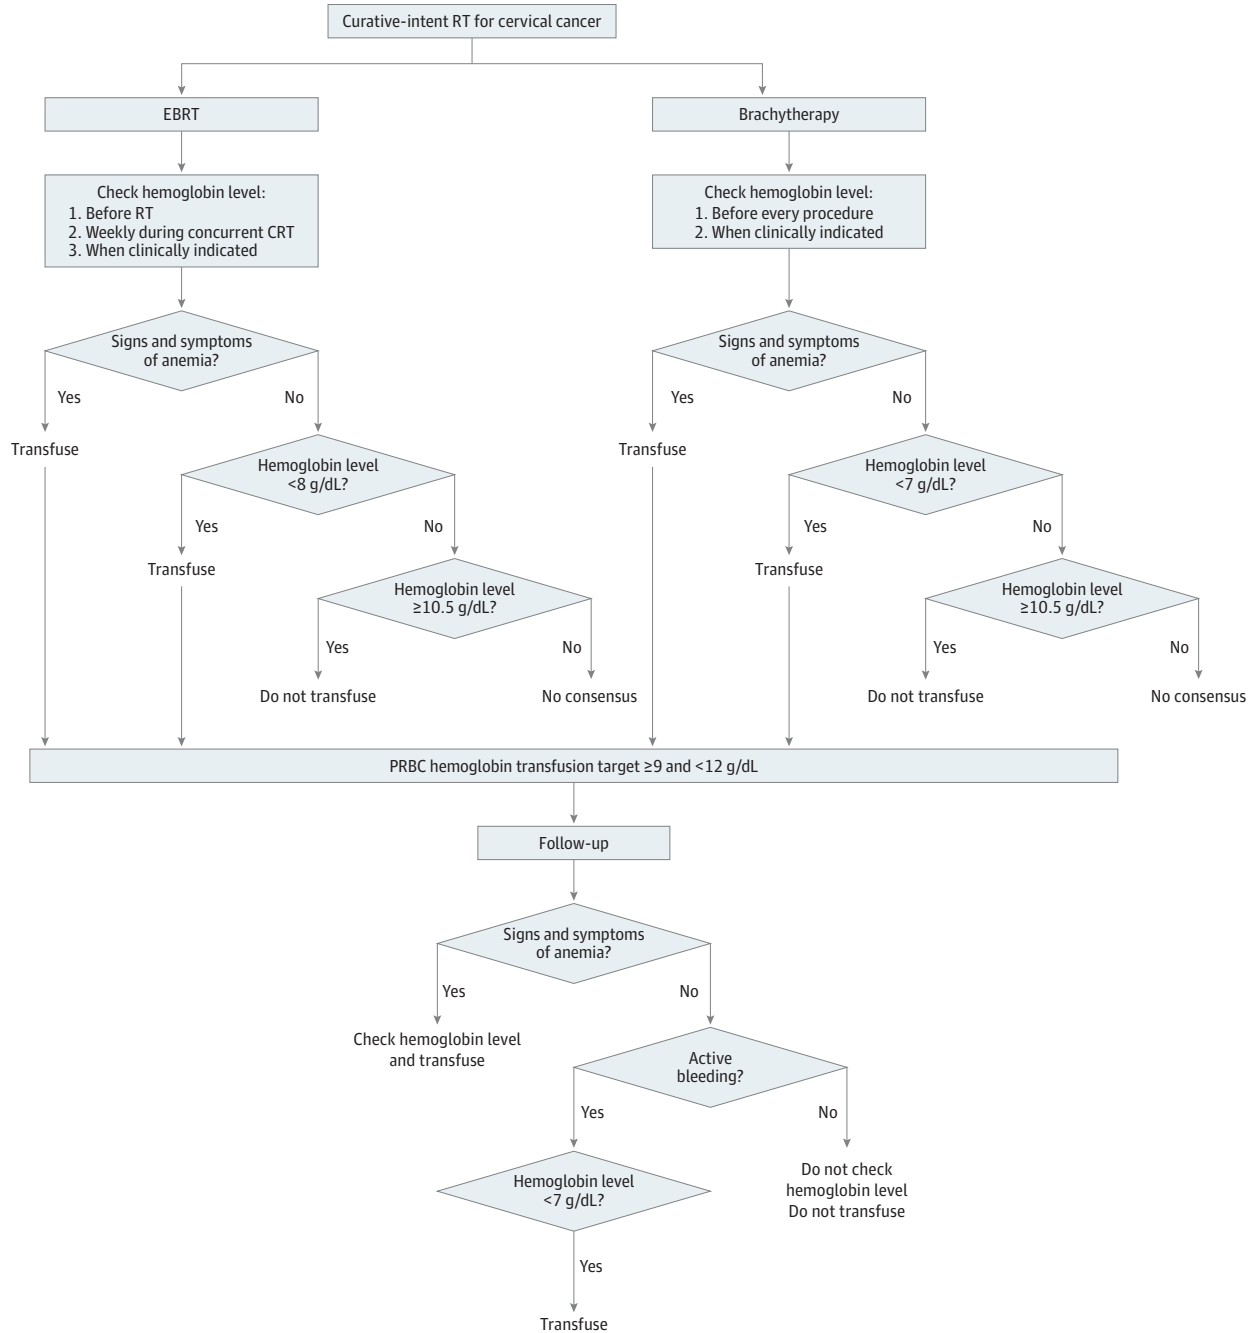 Curative-intent RT for cervical cancer
EBRT
Brachytherapy
Check hemoglobin level:
1. Before RT
2. Weekly during concurrent CRT
3. When clinically indicated
Check hemoglobin level:
1. Before every procedure
2. When clinically indicated
Signs and symptoms
of anemia?
Signs and symptoms
of anemia?
Yes
No
Yes
No
Transfuse
Hemoglobin level
<8 g/dL?
Transfuse
Hemoglobin level
<7 g/dL?
Yes
No
Yes
No
Transfuse
Hemoglobin level
≥10.5 g/dL?
Transfuse
Hemoglobin level
≥10.5 g/dL?
Yes
No
Yes
No
Do not transfuse
No consensus
Do not transfuse
No consensus
PRBC hemoglobin transfusion target ≥9 and <12 g/dL
Follow-up
Signs and symptoms
of anemia?
Yes
No
Check hemoglobin level
and transfuse
Active
bleeding?
Yes
No
Hemoglobin level
<7 g/dL?
Do not check
hemoglobin level
Do not transfuse
Yes
Transfuse